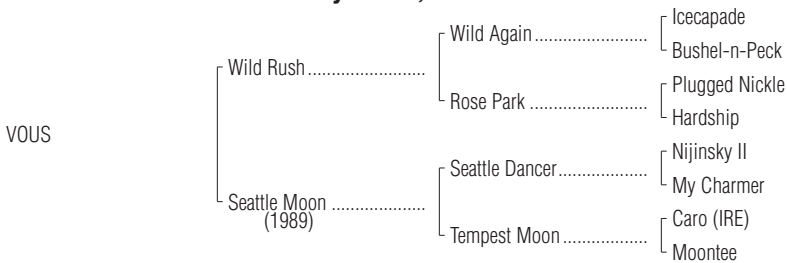 Icecapade
Wild Again
Bushel-n-Peck
Wild Rush
Plugged Nickle
Rose Park
Hardship
VOUS
Nijinsky II
Seattle Dancer
My Charmer
Seattle Moon
(1989)
Caro (IRE)
Tempest Moon
Moontee